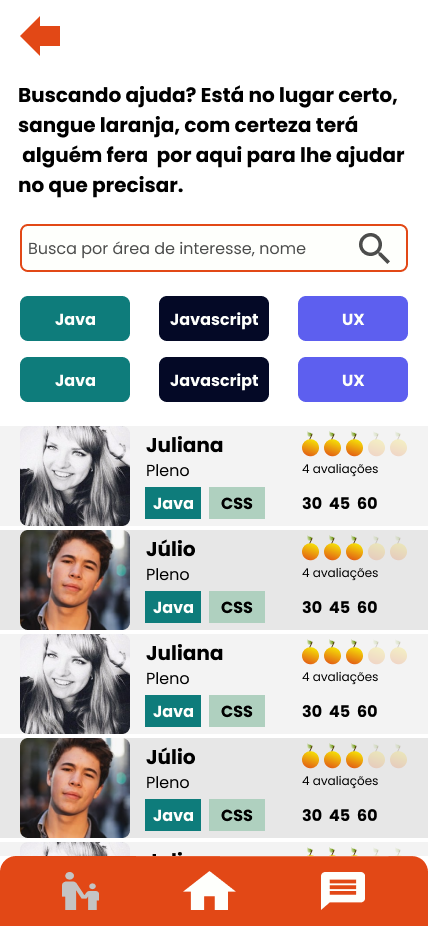 Buscando ajuda? Está no lugar certo,
sangue laranja, com certeza terá
alguém fera por aqui para lhe ajudar
no que precisar.
Busca por área de interesse, nome
Java Javascript UX
Java Javascript UX
Juliana
Pleno 4 avaliações
Java CSS 30 45 60
Júlio
Pleno 4 avaliações
Java CSS 30 45 60
Juliana
Pleno 4 avaliações
Java CSS 30 45 60
Júlio
Pleno 4 avaliações
Java CSS 30 45 60